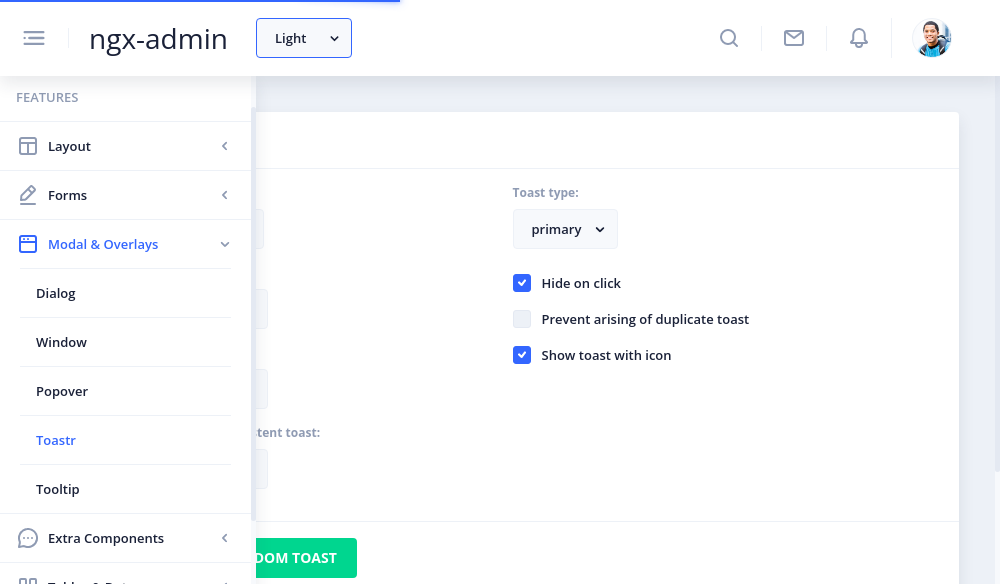 ngx-admin
Light
FEATURES
Layout
Forms
Modal & Overlays
Dialog
Window
Popover
Toastr
Tooltip
Extra Components
Toast type:
primary
Hide on click
Prevent arising of duplicate toast
Show toast with icon
tent toast:
DOM TOAST